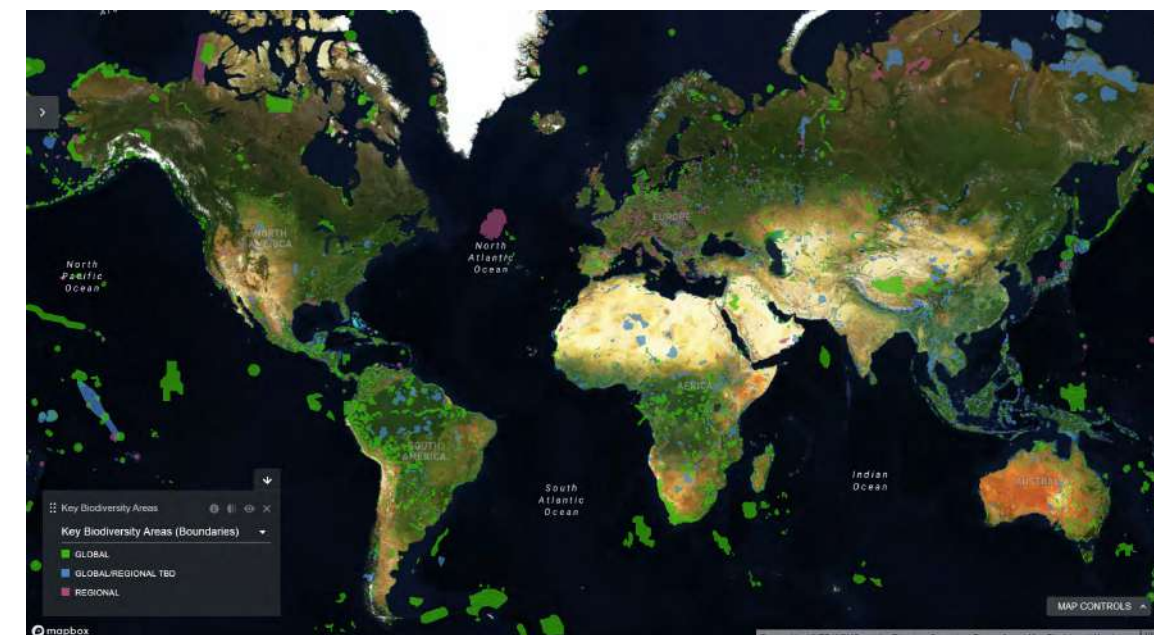 NORTH
AMERICA
EUROPE
North
Atlantic
Ocean
North
Pacific
Ocean
AFRICA
SOUTH
AMERICA
South
Atlantic
Ocean
Indian
Ocean
AUSTRALIA
Key Biodiversity Areas
Key Biodiversity Areas (Boundaries)
GLOBAL
GLOBAL/REGIONAL TBD
REGIONAL
MAP CONTROLS
mapbox